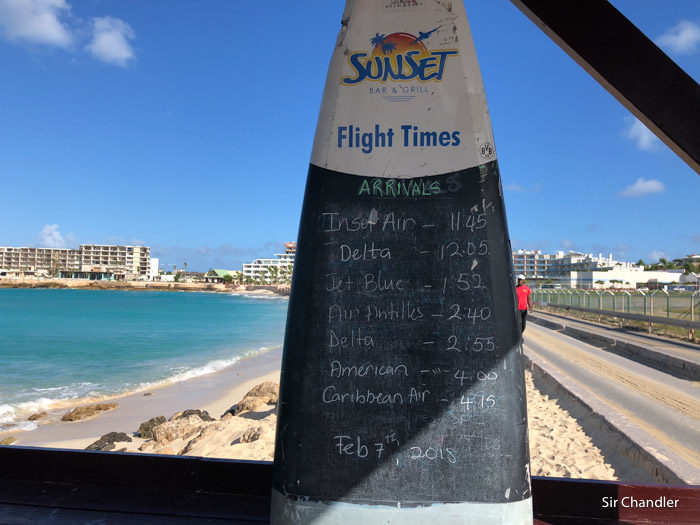 SUNSET
BAR & GRILL
Flight Times
ARRIVALS
Insel Air - 11.45
Delta - 12.05
Jet Blue - 1.52
Air Antilles - 2.40
Delta - 2.55
American - 4.00
Caribbean Air - 4.15
Feb 7th, 2018
Sir Chandler